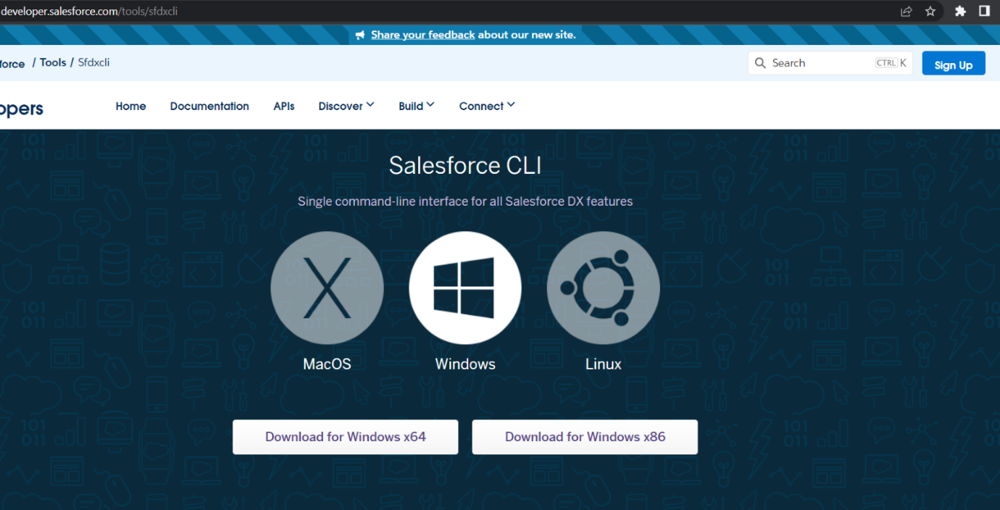 developer.salesforce.com/tools/sfdxcli
Share your feedback about our new site.
force / Tools / Sfdxcli
Search CTRL K
Sign Up
opers
Home Documentation APIs Discover Build Connect
Salesforce CLI
Single command-line interface for all Salesforce DX features
MacOS Windows Linux
Download for Windows x64 Download for Windows x86